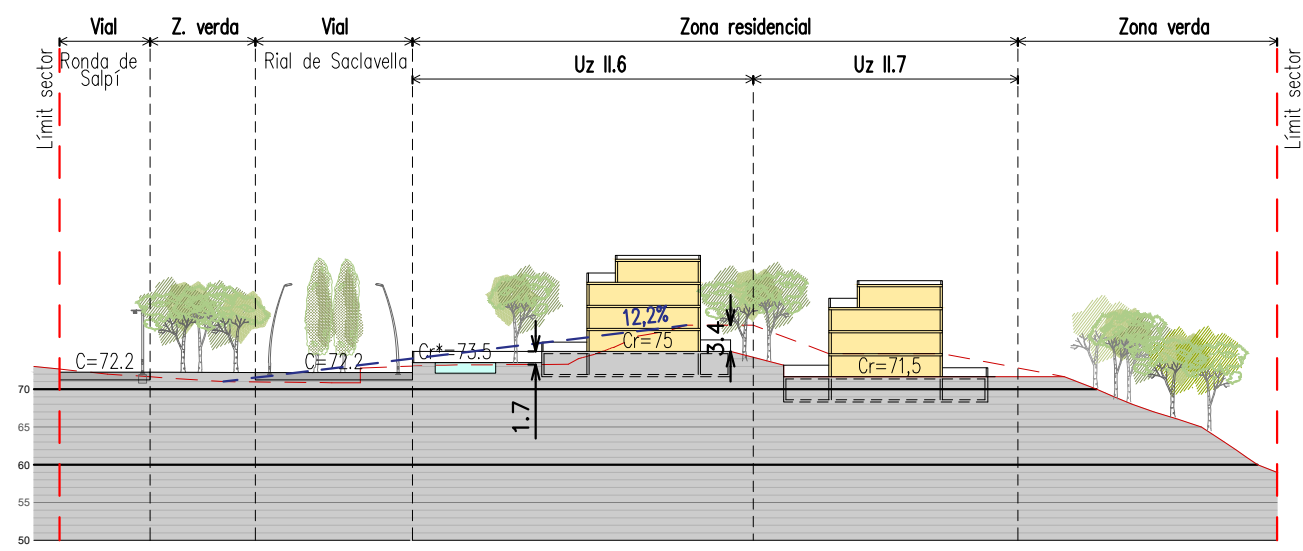 Vial
Z. verda
Vial
Zona residencial
Zona verda
Ronda de
Salpí
Rial de Saclavella
Uz II.6
Uz II.7
Límit sector
Límit sector
12,2%
3.4
C=72.2
C=72.2
Cr*=73.5
Cr=75
Cr=71,5
1.7
70
65
60
55
50